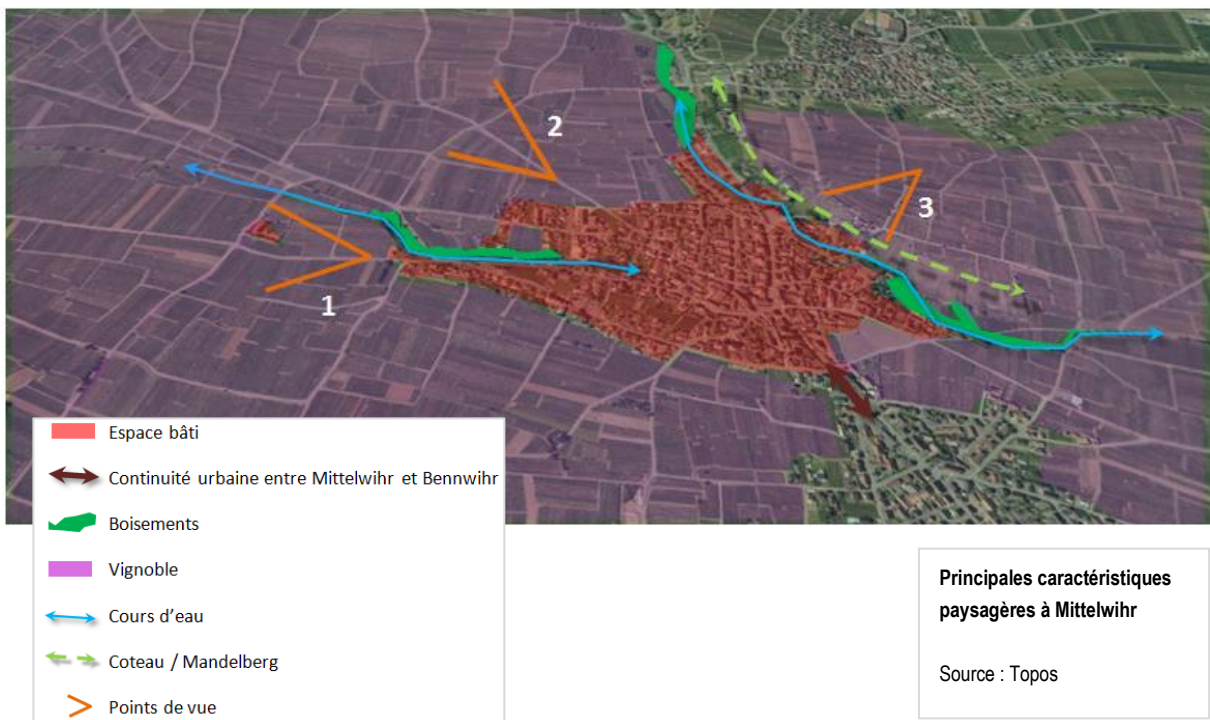 2
3
1
Espace bâti
Continuité urbaine entre Mittelwihr et Bennwihr
Boisements
Vignoble
Cours d'eau
Coteau / Mandelberg
Points de vue
Principales caractéristiques
paysagères à Mittelwihr
Source : Topos